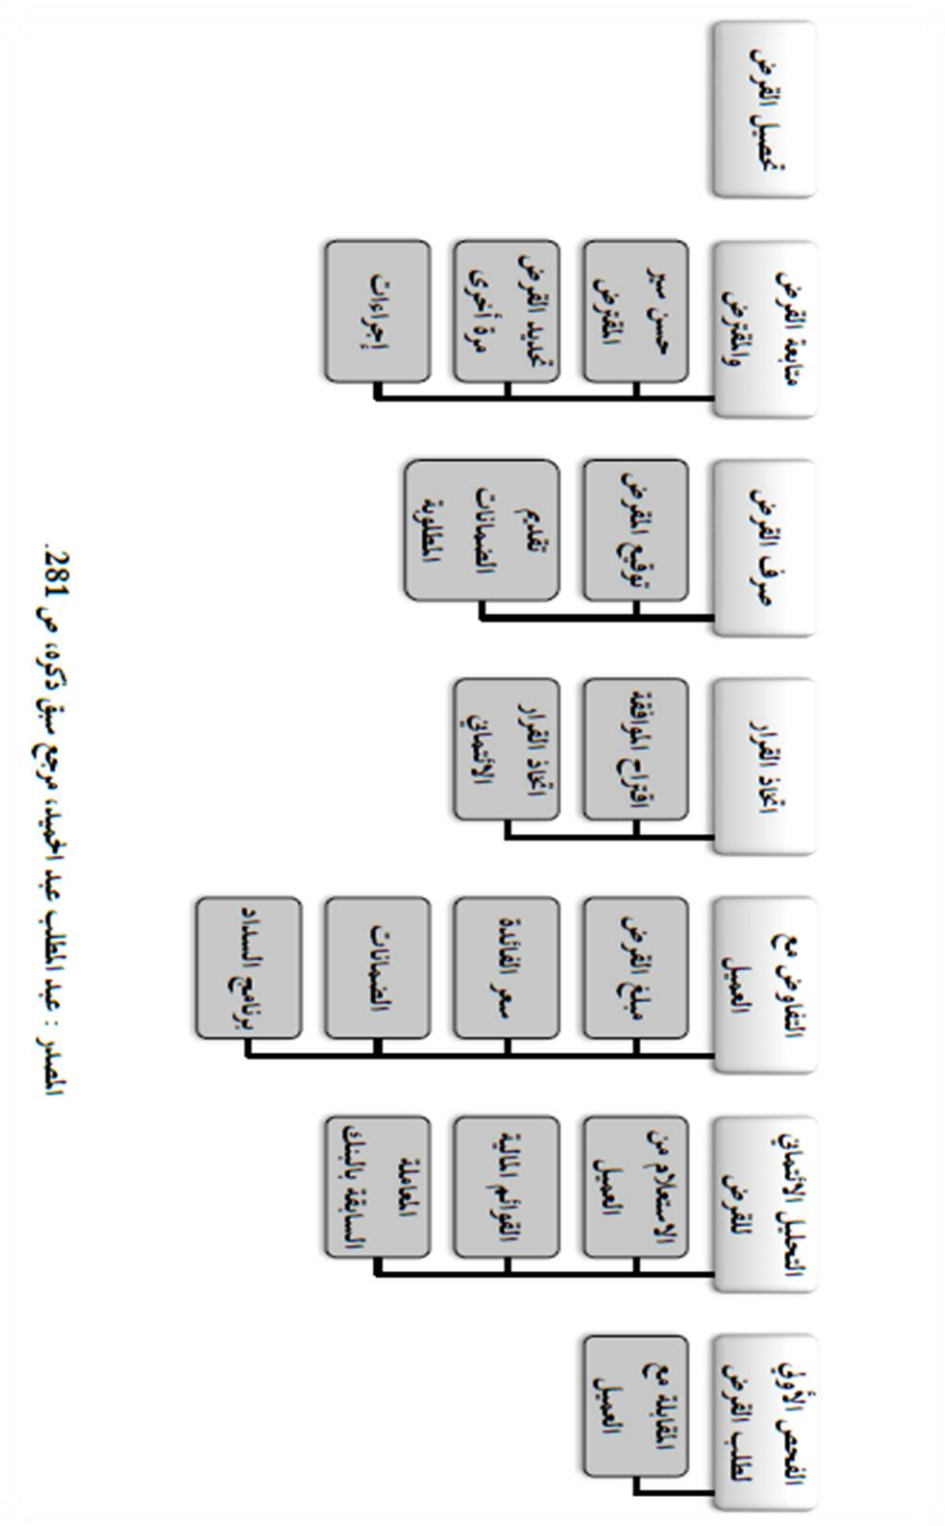 الفحص الأولي
لطلب القرض
المقابلة مع
العميل
التحليل الائتماني
للقرض
الاستعلام من
العميل
القوائم المالية
المعاملة
السابقة بالبنك
التفاوض مع
العميل
مبلغ القرض
سعر الفائدة
الضمانات
برنامج السداد
اتخاذ القرار
اقتراح الموافقة
اتخاذ القرار
الائتماني
صرف القرض
توقيع المقرض
تقديم
الضمانات
المطلوبة
متابعة القرض
والمقترض
حسن سير
المقترض
تجديد القرض
مرة أخرى
إجراءات
تحصيل القرض
المصدر : عبد المطلب عبد الحميد، مرجع سبق ذكره، ص 281.